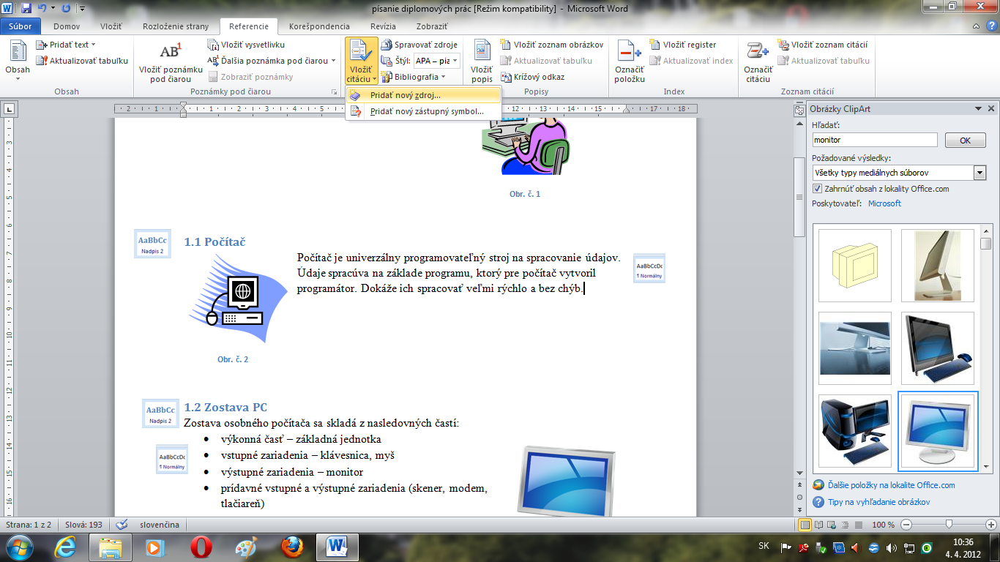 písanie diplomových prác [Režim kompatibility] - Microsoft Word
Súbor Domov Vložiť Rozloženie strany Referencie Korešpondencia Revízia Zobraziť
Obsah
Pridať text
Aktualizovať tabuľku
Obsah
AB1
Vložiť poznámku pod čiarou
Vložiť vysvetlivku
Ďalšia poznámka pod čiarou
Zobraziť poznámky
Poznámky pod čiarou
Vložiť citáciu
Spravovať zdroje
Štýl: APA – pia
Bibliografia
Pridať nový zdroj...
Pridať nový zástupný symbol...
Vložiť popis
Vložiť zoznam obrázkov
Aktualizovať tabuľku
Krížový odkaz
Popisy
Označiť položku
Vložiť register
Aktualizovať index
Index
Označiť citáciu
Vložiť zoznam citácií
Aktualizovať tabuľku
Zoznam citácií
Obr. č. 1
AaBbCc
Nadpis 2
1.1 Počítač
Počítač je univerzálny programovateľný stroj na spracovanie údajov.
Údaje spracúva na základe programu, ktorý pre počítač vytvoril
programátor. Dokáže ich spracovať veľmi rýchlo a bez chýb.
AaBbCcDc
¶ Normálny
Obr. č. 2
AaBbCc
Nadpis 2
1.2 Zostava PC
Zostava osobného počítača sa skladá z nasledovných častí:
• výkonná časť – základná jednotka
AaBbCcDc
¶ Normálny
• vstupné zariadenia – klávesnica, myš
• výstupné zariadenia – monitor
• prídavné vstupné a výstupné zariadenia (skener, modem,
tlačiareň)
Obrázky ClipArt
Hľadať:
monitor
OK
Požadované výsledky:
Všetky typy mediálnych súborov
Zahrnúť obsah z lokality Office.com
Poskytovateľ: Microsoft
Ďalšie položky na lokalite Office.com
Tipy na vyhľadanie obrázkov
Strana: 1 z 2 Slová: 193 slovenčina
100 %
SK
10:36
4. 4. 2012